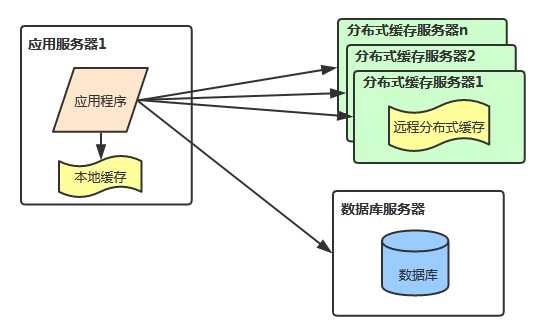 应用服务器1
应用程序
本地缓存
分布式缓存服务器n
分布式缓存服务器2
分布式缓存服务器1
远程分布式缓存
数据库服务器
数据库